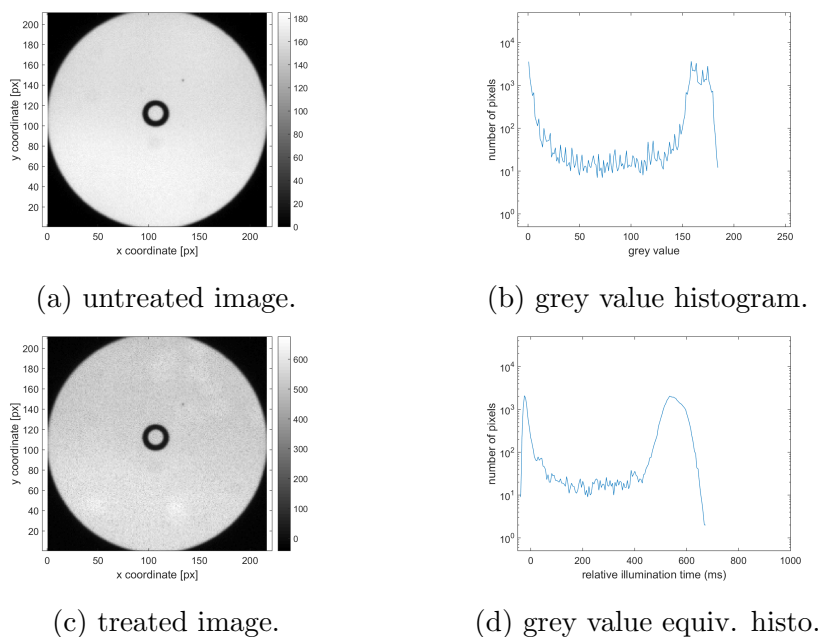 200
180
160
140
120
100
80
60
40
20
y coordinate [px]
0 50 100 150 200
x coordinate [px]
180
160
140
120
100
80
60
40
20
0
10^4
10^3
10^2
10^1
10^0
number of pixels
0 50 100 150 200 250
grey value
(a) untreated image.
(b) grey value histogram.
200
180
160
140
120
100
80
60
40
20
y coordinate [px]
0 50 100 150 200
x coordinate [px]
600
500
400
300
200
100
0
10^4
10^3
10^2
10^1
10^0
number of pixels
0 200 400 600 800 1000
relative illumination time (ms)
(c) treated image.
(d) grey value equiv. histo.